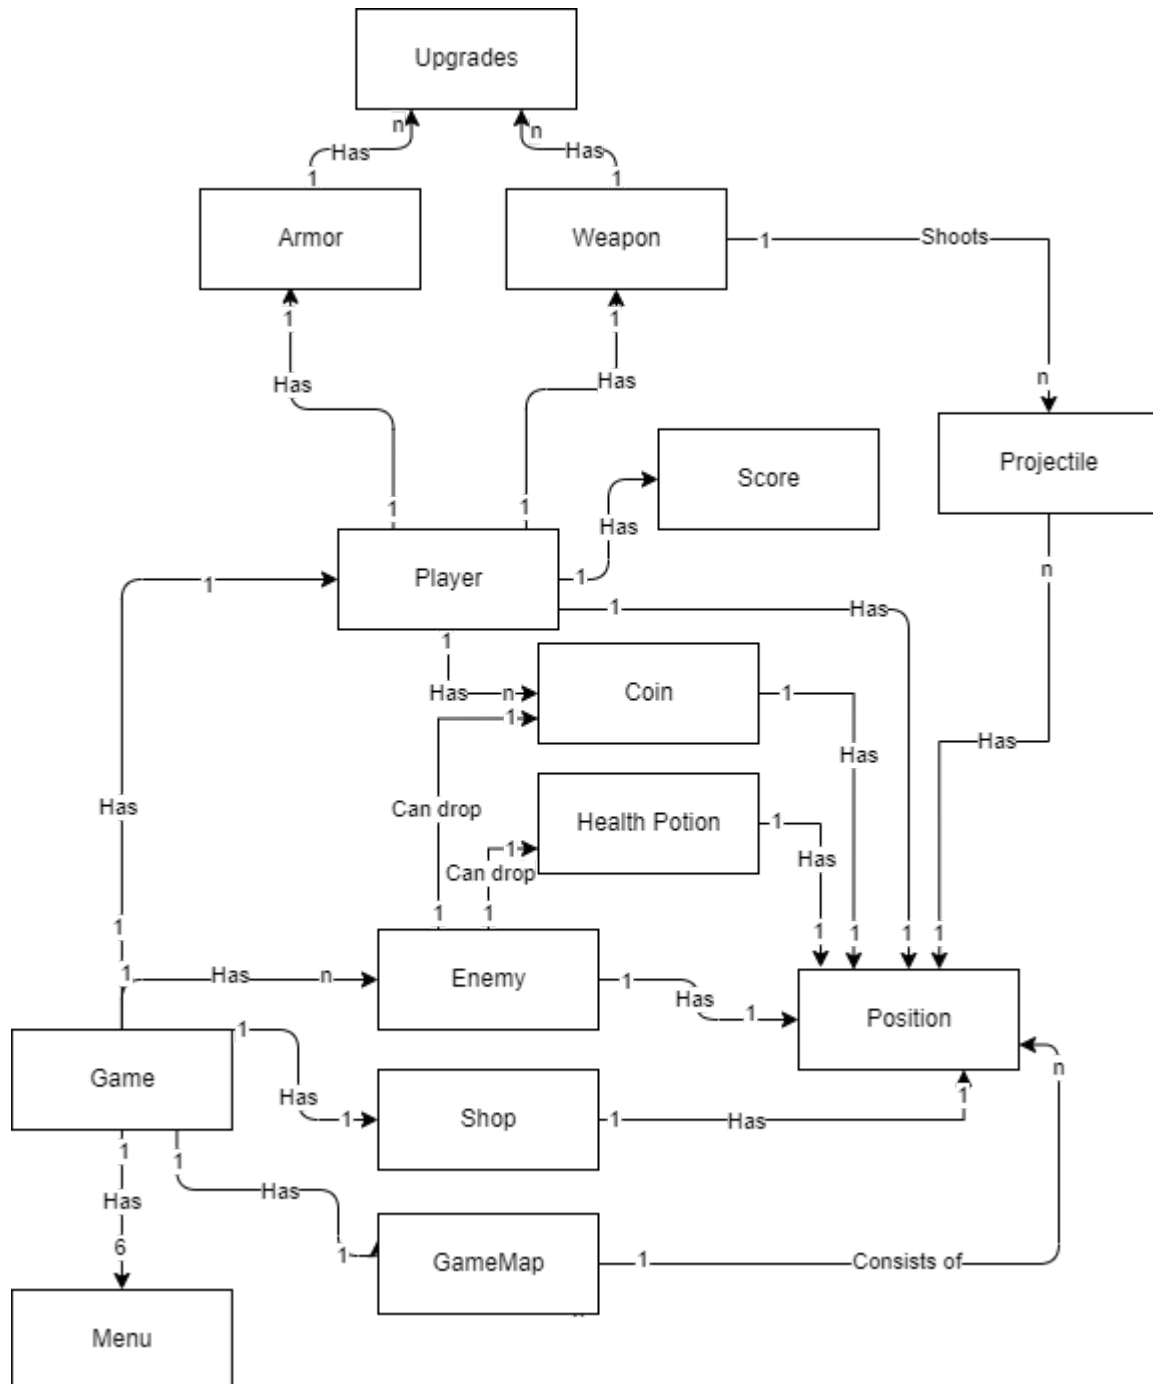 Upgrades
n
n
Has
Has
1
1
Armor
Weapon
1
Shoots
1
1
n
Has
Has
Projectile
Score
1
1
Has
n
Player
1
1
1
Has
1
Has
n
Coin
1
1
Has
Has
Can drop
Health Potion
1
1
Has
Can drop
1
1
1
1
1
1
1
Has
1
Has
n
Enemy
1
Has
1
Position
1
Game
Has
1
Shop
1
Has
1
n
1
1
Has
Has
6
1
GameMap
1
Consists of
Menu